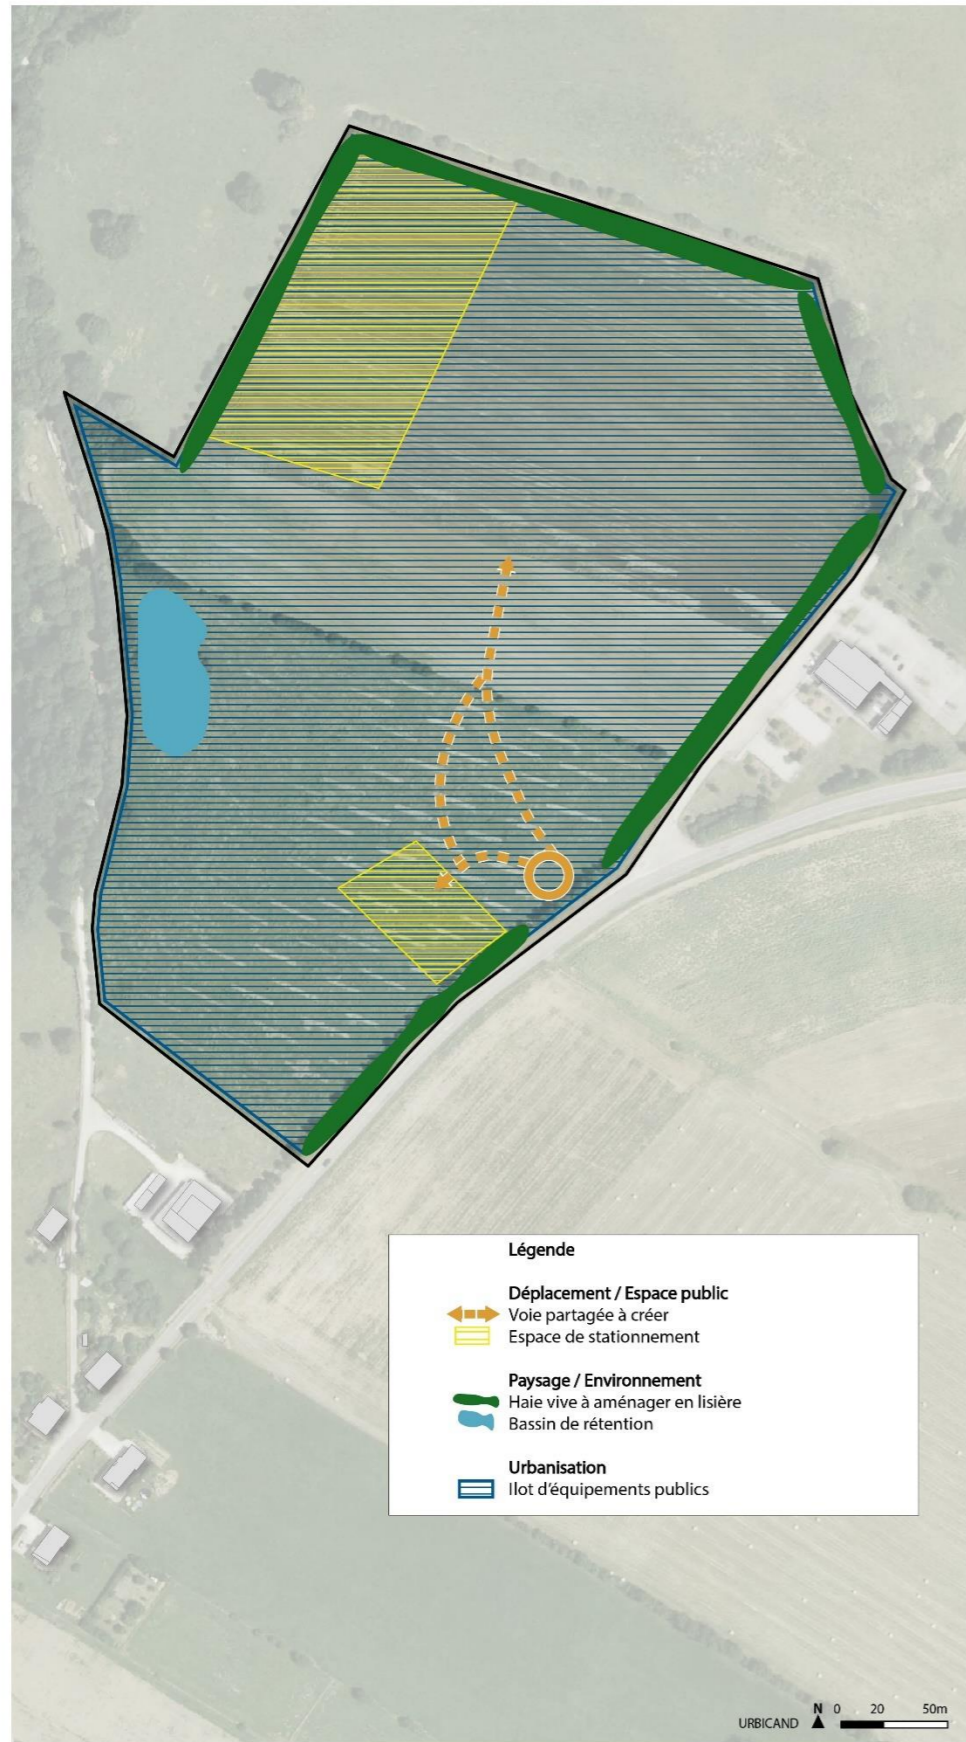 Légende
Déplacement / Espace public
Voie partagée à créer
Espace de stationnement
Paysage / Environnement
Haie vive à aménager en lisière
Bassin de rétention
Urbanisation
Ilot d'équipements publics
URBICAND N 0 20 50m